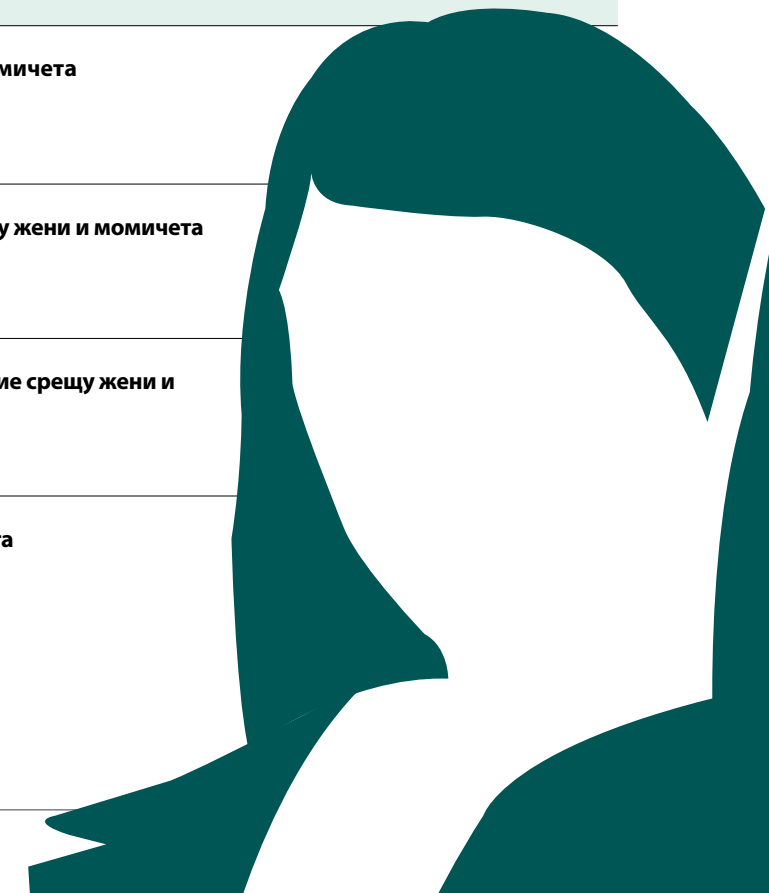 мичета
у жени и момичета
ие срещу жени и
та